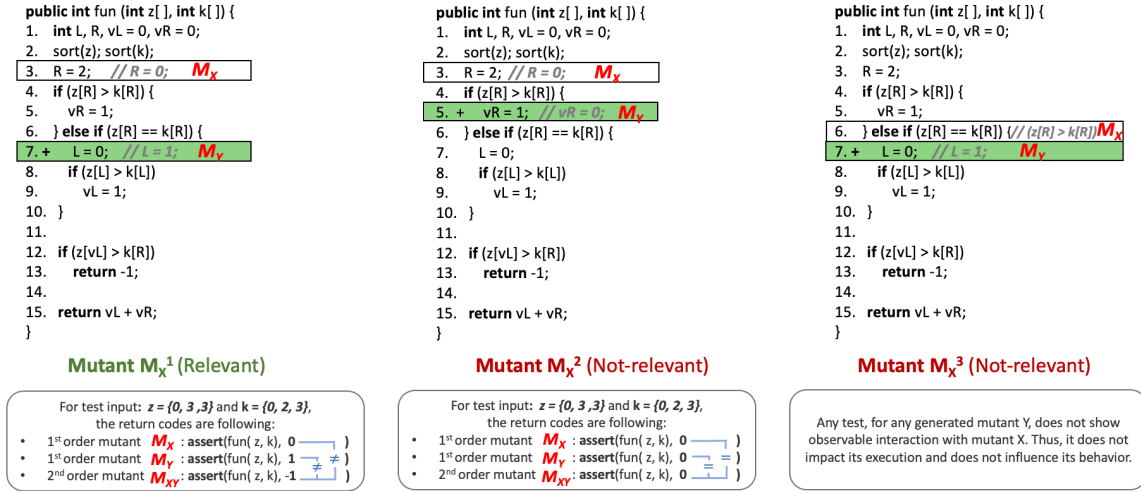 public int fun (int z[ ], int k[ ]) {
1. int L, R, vL = 0, vR = 0;
2. sort(z); sort(k);
3. R = 2; // R = 0; MX
4. if (z[R] > k[R]) {
5. vR = 1;
6. } else if (z[R] == k[R]) {
7. + L = 0; // L = 1; MY
8. if (z[L] > k[L])
9. vL = 1;
10. }
11.
12. if (z[vL] > k[R])
13. return -1;
14.
15. return vL + vR;
}
Mutant MX1 (Relevant)
For test input: z = {0, 3 ,3} and k = {0, 2, 3},
the return codes are following:
• 1st order mutant MX : assert(fun( z, k), 0 )
• 1st order mutant MY : assert(fun( z, k), 1 ≠ ≠ )
• 2nd order mutant MXY : assert(fun( z, k), -1 )
public int fun (int z[ ], int k[ ]) {
1. int L, R, vL = 0, vR = 0;
2. sort(z); sort(k);
3. R = 2; // R = 0; MX
4. if (z[R] > k[R]) {
5. + vR = 1; // vR = 0; MY
6. } else if (z[R] == k[R]) {
7. L = 0;
8. if (z[L] > k[L])
9. vL = 1;
10. }
11.
12. if (z[vL] > k[R])
13. return -1;
14.
15. return vL + vR;
}
Mutant MX2 (Not-relevant)
For test input: z = {0, 3 ,3} and k = {0, 2, 3},
the return codes are following:
• 1st order mutant MX : assert(fun( z, k), 0 )
• 1st order mutant MY : assert(fun( z, k), 0 = = )
• 2nd order mutant MXY : assert(fun( z, k), 0 )
public int fun (int z[ ], int k[ ]) {
1. int L, R, vL = 0, vR = 0;
2. sort(z); sort(k);
3. R = 2;
4. if (z[R] > k[R]) {
5. vR = 1;
6. } else if (z[R] == k[R]) { // (z[R] > k[R]) MX
7. + L = 0; // L = 1; MY
8. if (z[L] > k[L])
9. vL = 1;
10. }
11.
12. if (z[vL] > k[R])
13. return -1;
14.
15. return vL + vR;
}
Mutant MX3 (Not-relevant)
Any test, for any generated mutant Y, does not show
observable interaction with mutant X. Thus, it does not
impact its execution and does not influence its behavior.